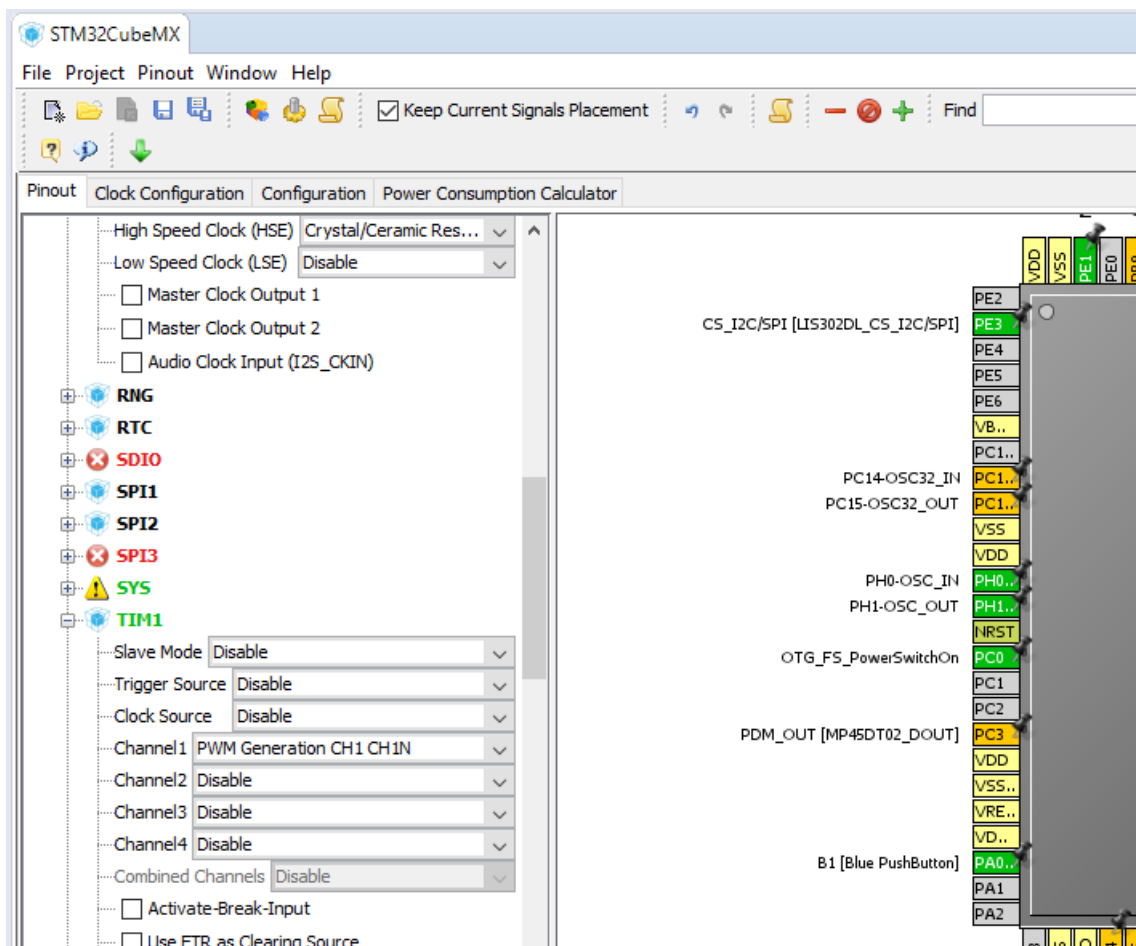 STM32CubeMX
File Project Pinout Window Help
Keep Current Signals Placement
Find
Pinout Clock Configuration Configuration Power Consumption Calculator
High Speed Clock (HSE) Crystal/Ceramic Res...
Low Speed Clock (LSE) Disable
Master Clock Output 1
Master Clock Output 2
Audio Clock Input (I2S_CKIN)
RNG
RTC
SDIO
SPI1
SPI2
SPI3
SYS
TIM1
Slave Mode Disable
Trigger Source Disable
Clock Source Disable
Channel1 PWM Generation CH1 CH1N
Channel2 Disable
Channel3 Disable
Channel4 Disable
Combined Channels Disable
Activate-Break-Input
Use ETR as Clearing Source
VDD
VSS
PE1
PE0
PE2
CS_I2C/SPI [LIS302DL_CS_I2C/SPI] PE3
PE4
PE5
PE6
VB..
PC1..
PC14-OSC32_IN PC1..
PC15-OSC32_OUT PC1..
VSS
VDD
PH0-OSC_IN PH0..
PH1-OSC_OUT PH1..
NRST
OTG_FS_PowerSwitchOn PC0
PC1
PC2
PDM_OUT [MP45DT02_DOUT] PC3
VDD
VSS..
VRE..
VD..
B1 [Blue PushButton] PA0..
PA1
PA2